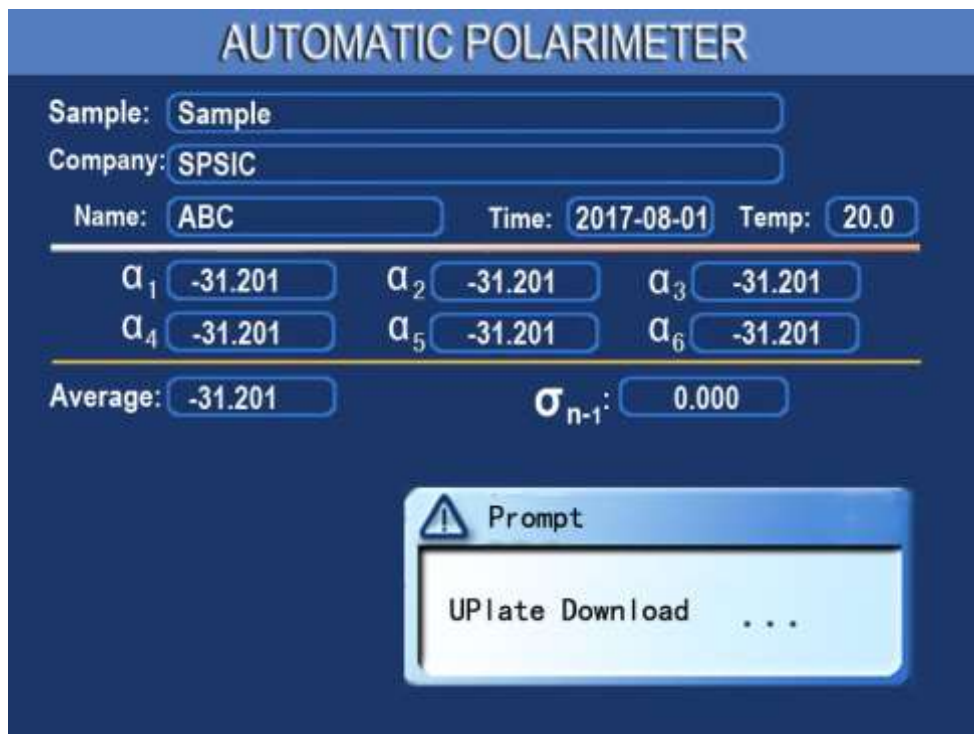 AUTOMATIC POLARIMETER
Sample: Sample
Company: SPSIC
Name: ABC Time: 2017-08-01 Temp: 20.0
α1 -31.201 α2 -31.201 α3 -31.201
α4 -31.201 α5 -31.201 α6 -31.201
Average: -31.201 σn-1: 0.000
Prompt
UPlate Download ...